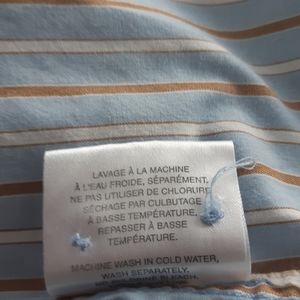 LAVAGE À LA MACHINE
À L'EAU FROIDE, SÉPARÉMENT.
NE PAS UTILISER DE CHLORURE
SÉCHAGE PAR CULBUTAGE
À BASSE TEMPÉRATURE.
REPASSER À BASSE
TEMPÉRATURE.
MACHINE WASH IN COLD WATER,
WASH SEPARATELY,
BLEACH.